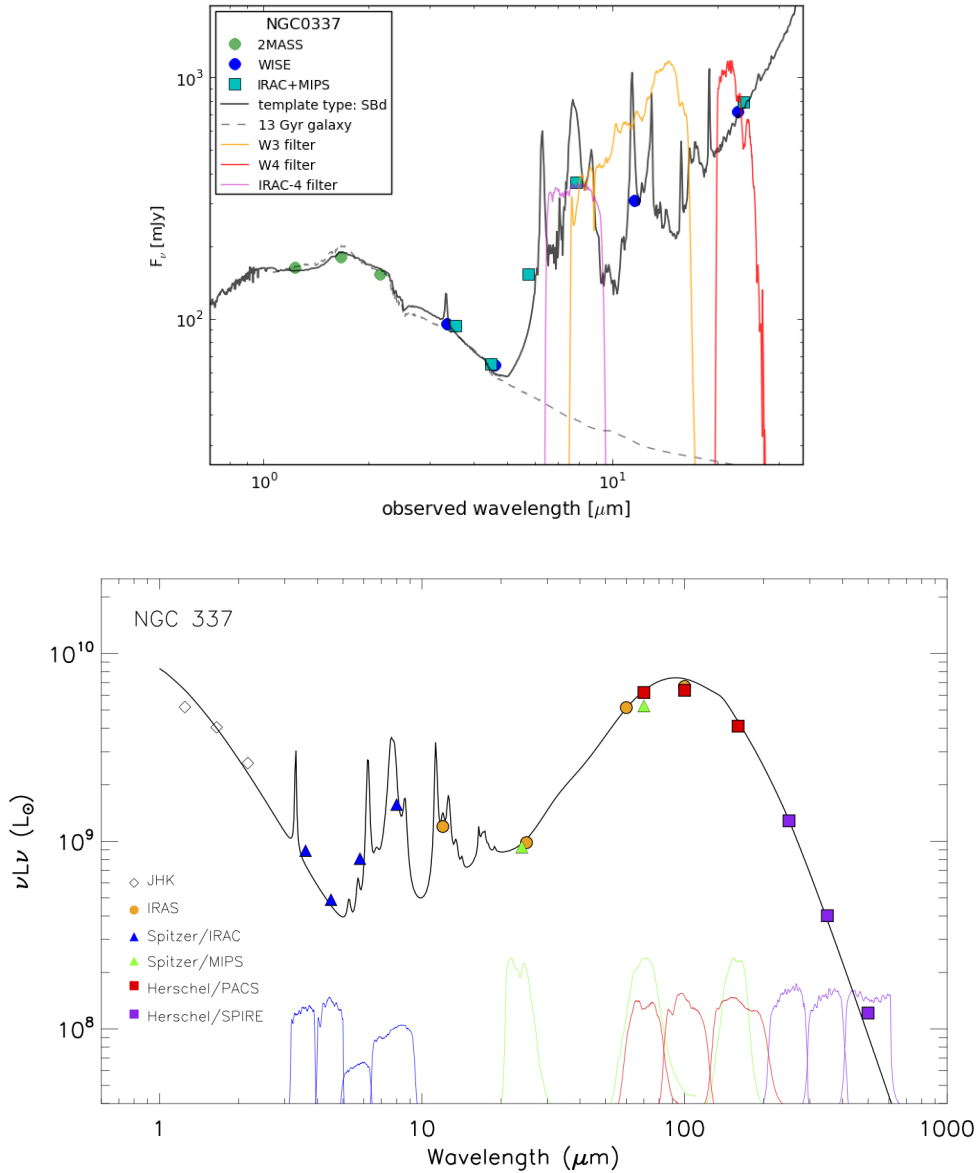 NGC0337
2MASS
WISE
IRAC+MIPS
template type: SBd
13 Gyr galaxy
W3 filter
W4 filter
IRAC-4 filter
10³
10²
F_ν [mJy]
10⁰
10¹
observed wavelength [μm]
NGC 337
10¹⁰
10⁹
10⁸
νLν (L☉)
JHK
IRAS
Spitzer/IRAC
Spitzer/MIPS
Herschel/PACS
Herschel/SPIRE
1
10
100
1000
Wavelength (μm)